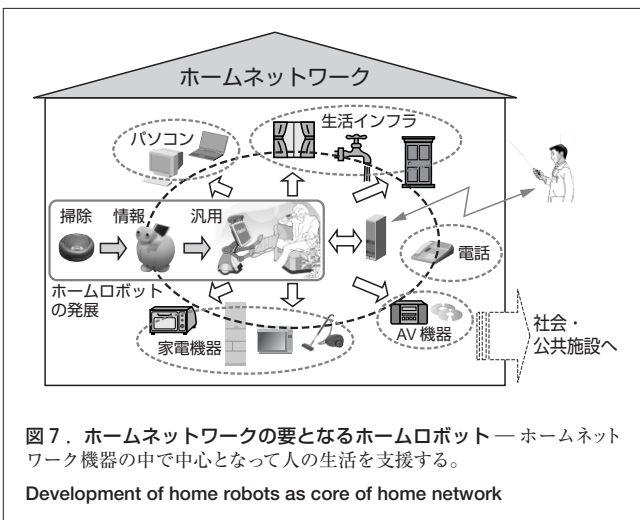 ホームネットワーク
パソコン
生活インフラ
掃除
情報
汎用
ホームロボット
の発展
電話
家電機器
AV 機器
社会・
公共施設へ
図7．ホームネットワークの要となるホームロボット — ホームネット
ワーク機器の中で中心となって人の生活を支援する。
Development of home robots as core of home network